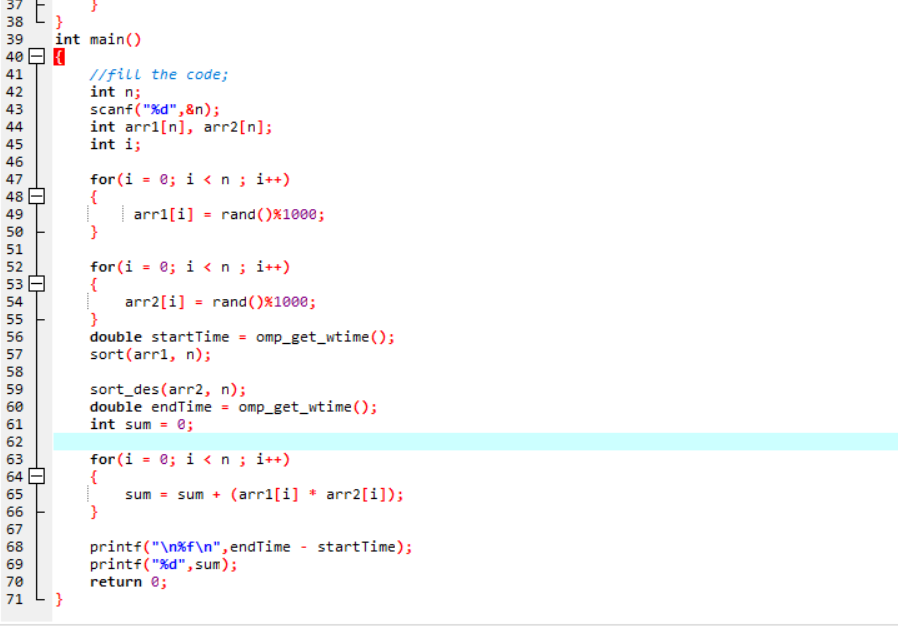 37 }
38 }
39 int main()
40 {
41 //fill the code;
42 int n;
43 scanf("%d",&n);
44 int arr1[n], arr2[n];
45 int i;
46
47 for(i = 0; i < n ; i++)
48 {
49 arr1[i] = rand()%1000;
50 }
51
52 for(i = 0; i < n ; i++)
53 {
54 arr2[i] = rand()%1000;
55 }
56 double startTime = omp_get_wtime();
57 sort(arr1, n);
58
59 sort_des(arr2, n);
60 double endTime = omp_get_wtime();
61 int sum = 0;
62
63 for(i = 0; i < n ; i++)
64 {
65 sum = sum + (arr1[i] * arr2[i]);
66 }
67
68 printf("\n%f\n",endTime - startTime);
69 printf("%d",sum);
70 return 0;
71 }